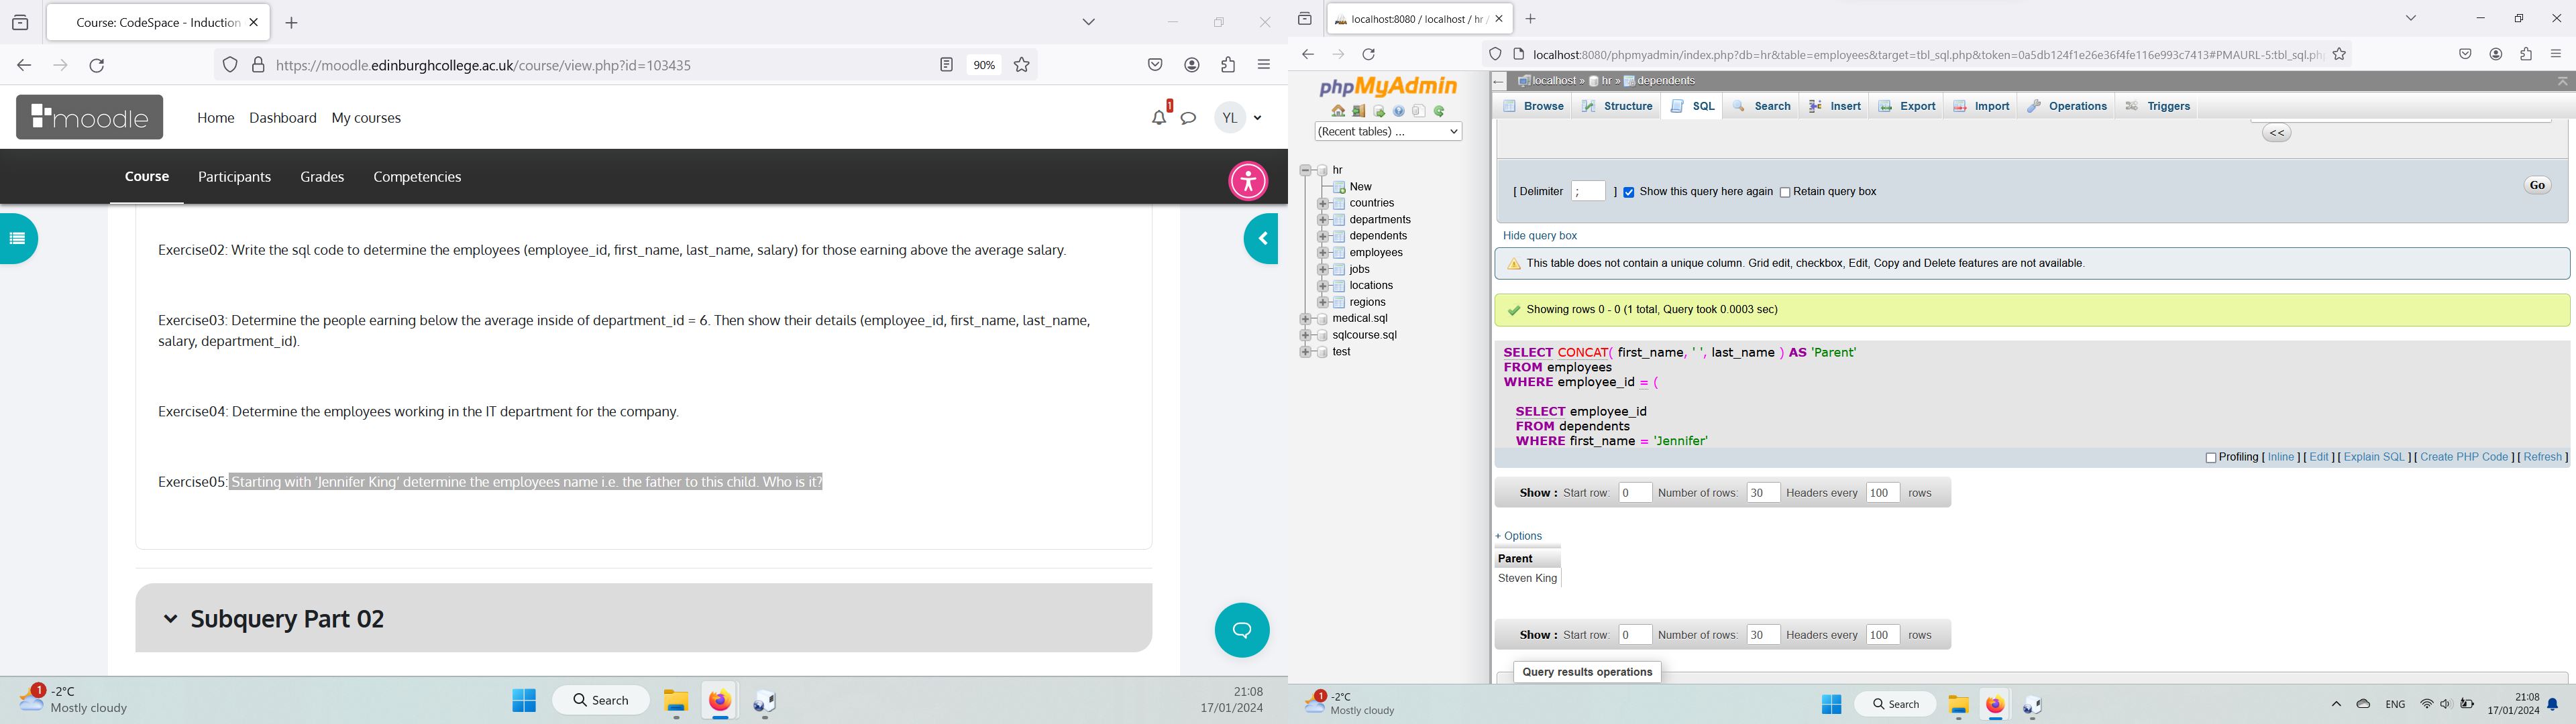 Course: CodeSpace - Induction
https://moodle.edinburghcollege.ac.uk/course/view.php?id=103435
90%
moodle
Home Dashboard My courses
1
YL
Course Participants Grades Competencies
Exercise02: Write the sql code to determine the employees (employee_id, first_name, last_name, salary) for those earning above the average salary.
Exercise03: Determine the people earning below the average inside of department_id = 6. Then show their details (employee_id, first_name, last_name,
salary, department_id).
Exercise04: Determine the employees working in the IT department for the company.
Exercise05: Starting with 'Jennifer King' determine the employees name i.e. the father to this child. Who is it?
Subquery Part 02
1
-2°C
Mostly cloudy
Search
21:08
17/01/2024
localhost:8080 / localhost / hr /
localhost:8080/phpmyadmin/index.php?db=hr&table=employees&target=tbl_sql.php&token=0a5db124f1e26e36f4fe116e993c7413#PMAURL-5:tbl_sql.php
phpMyAdmin
(Recent tables) ...
hr
New
countries
departments
dependents
employees
jobs
locations
regions
medical.sql
sqlcourse.sql
test
localhost » hr » dependents
Browse Structure SQL Search Insert Export Import Operations Triggers
<<
[ Delimiter ; ] Show this query here again Retain query box
Go
Hide query box
This table does not contain a unique column. Grid edit, checkbox, Edit, Copy and Delete features are not available.
Showing rows 0 - 0 (1 total, Query took 0.0003 sec)
SELECT CONCAT( first_name, ' ', last_name ) AS 'Parent'
FROM employees
WHERE employee_id = (
SELECT employee_id
FROM dependents
WHERE first_name = 'Jennifer'
Profiling [ Inline ] [ Edit ] [ Explain SQL ] [ Create PHP Code ] [ Refresh ]
Show : Start row: 0 Number of rows: 30 Headers every 100 rows
+ Options
Parent
Steven King
Show : Start row: 0 Number of rows: 30 Headers every 100 rows
Query results operations
1
-2°C
Mostly cloudy
Search
ENG
21:08
17/01/2024